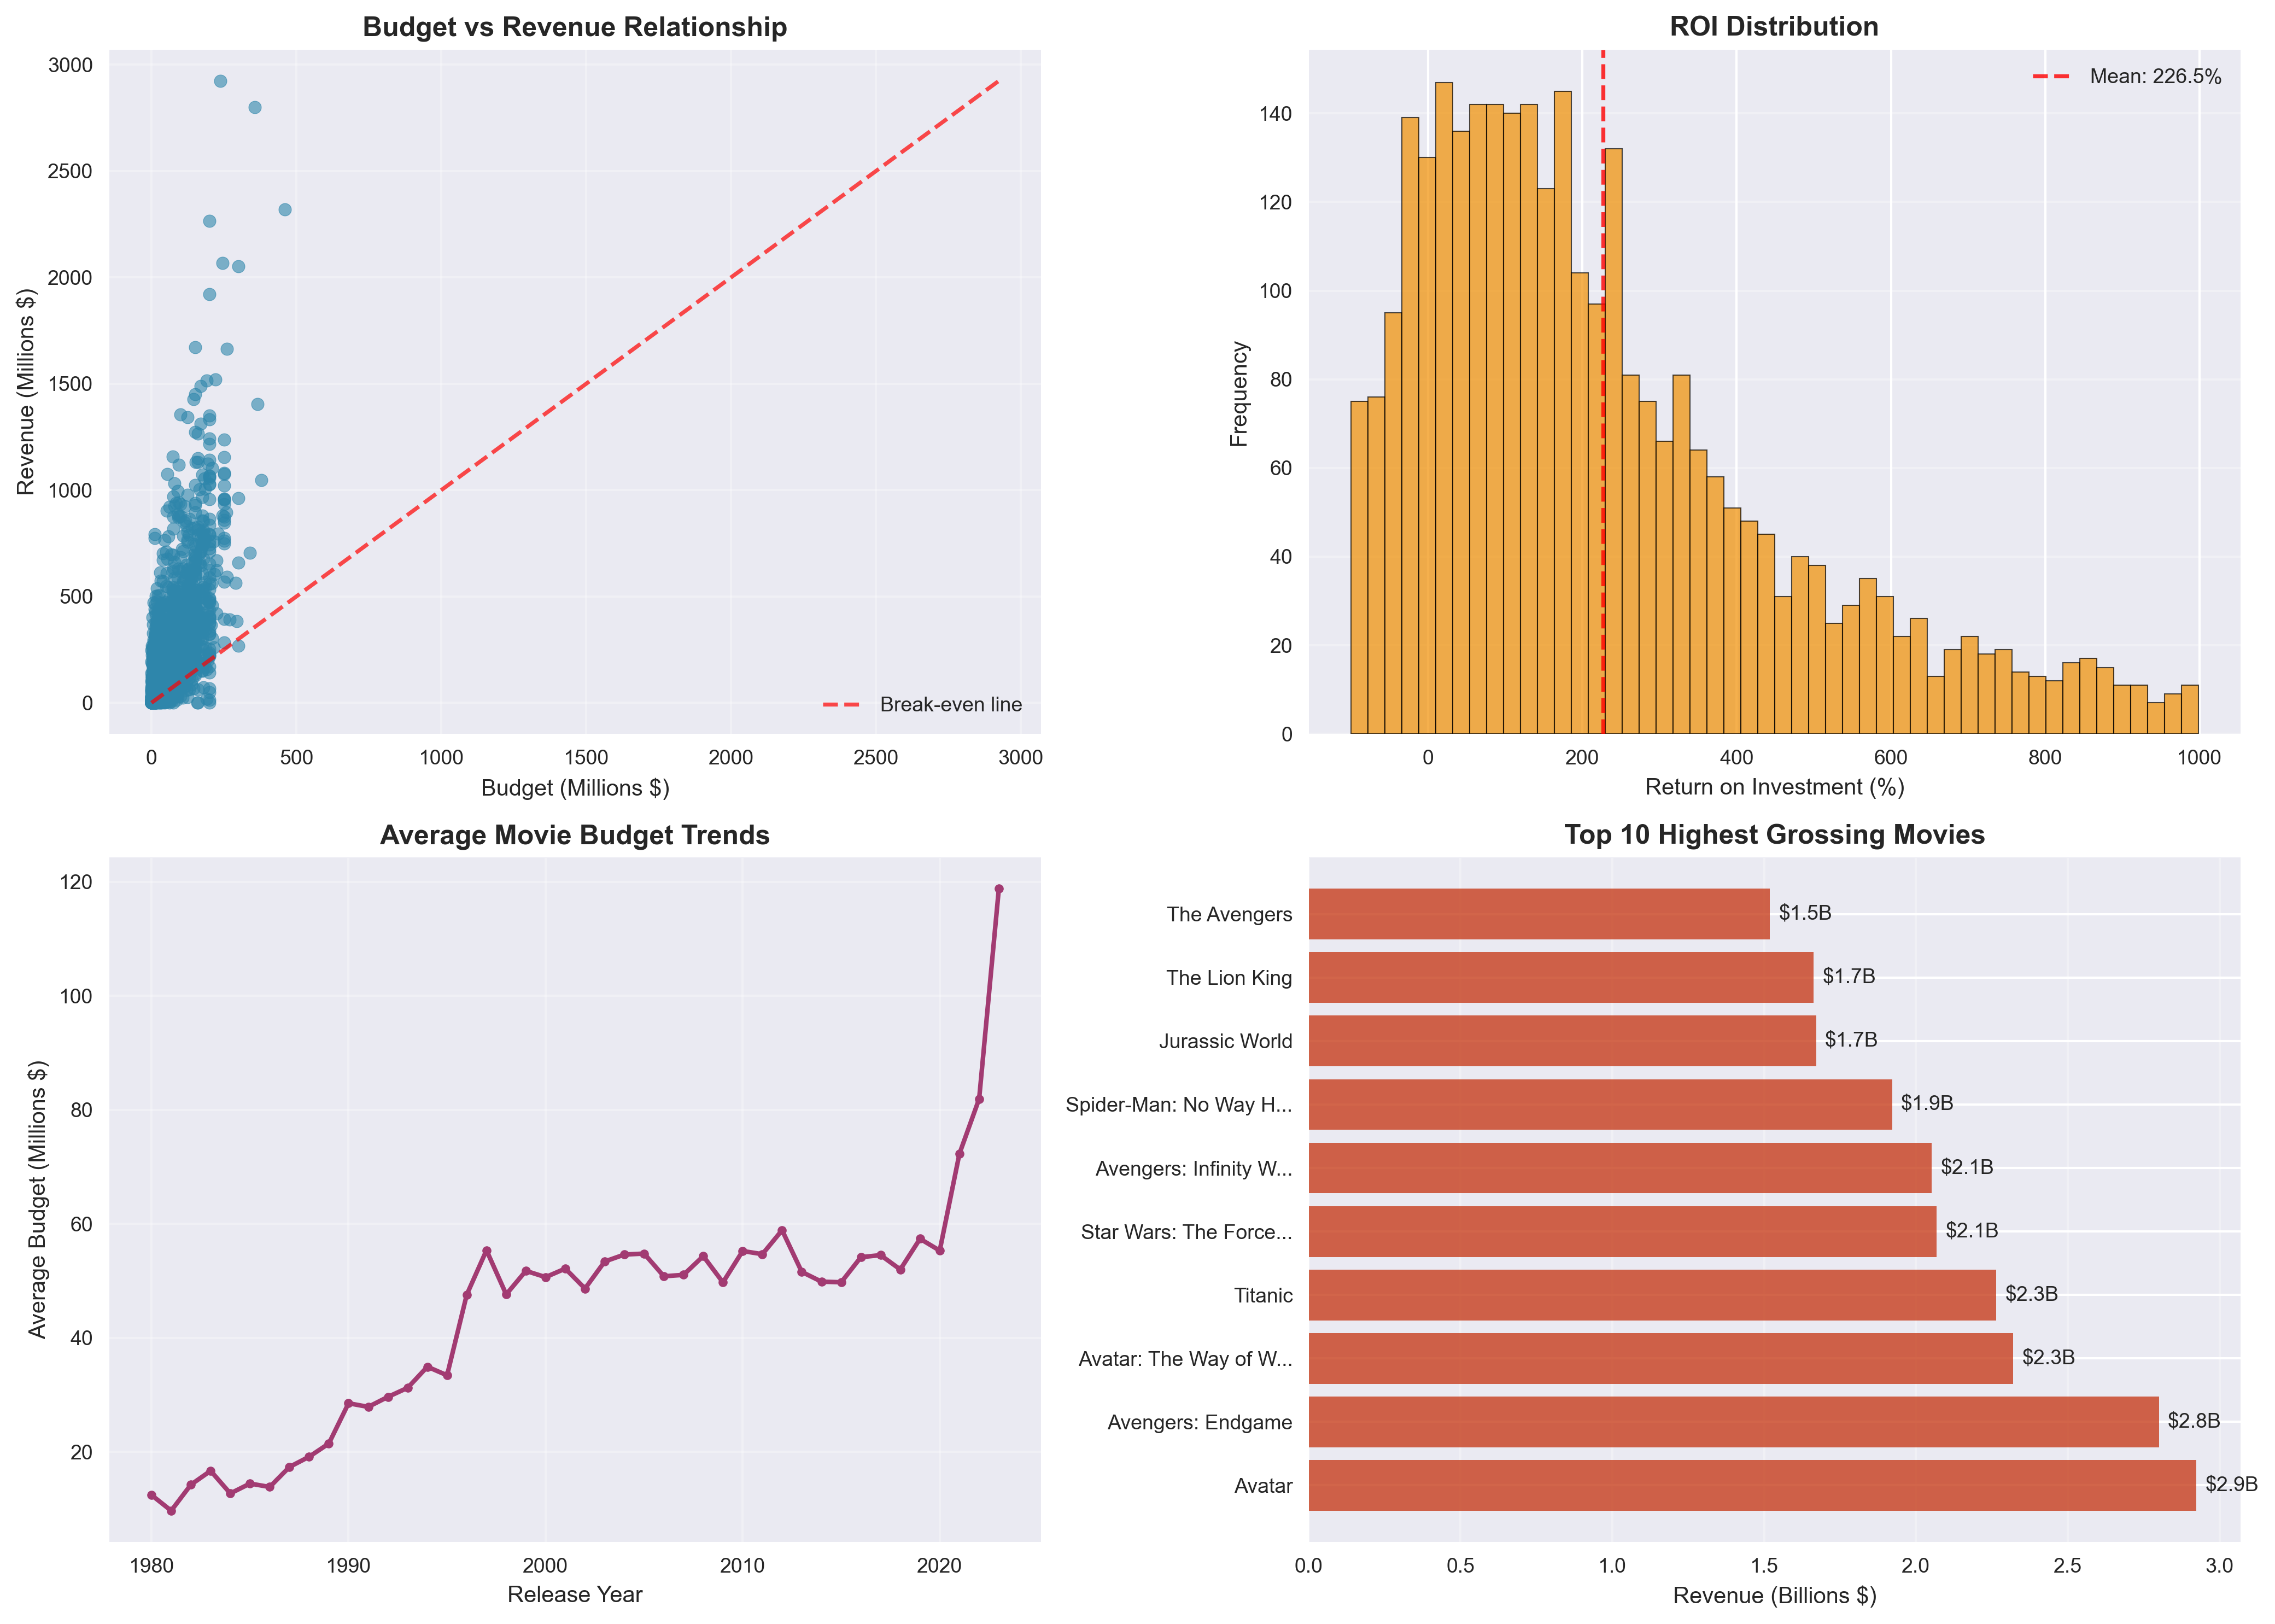 Budget vs Revenue Relationship
3000
2500
2000
1500
1000
500
0
Revenue (Millions $)
Break-even line
0 500 1000 1500 2000 2500 3000
Budget (Millions $)
ROI Distribution
Mean: 226.5%
140
120
100
80
60
40
20
0
Frequency
0 200 400 600 800 1000
Return on Investment (%)
Average Movie Budget Trends
120
100
80
60
40
20
Average Budget (Millions $)
1980 1990 2000 2010 2020
Release Year
Top 10 Highest Grossing Movies
The Avengers $1.5B
The Lion King $1.7B
Jurassic World $1.7B
Spider-Man: No Way H... $1.9B
Avengers: Infinity W... $2.1B
Star Wars: The Force... $2.1B
Titanic $2.3B
Avatar: The Way of W... $2.3B
Avengers: Endgame $2.8B
Avatar $2.9B
0.0 0.5 1.0 1.5 2.0 2.5 3.0
Revenue (Billions $)